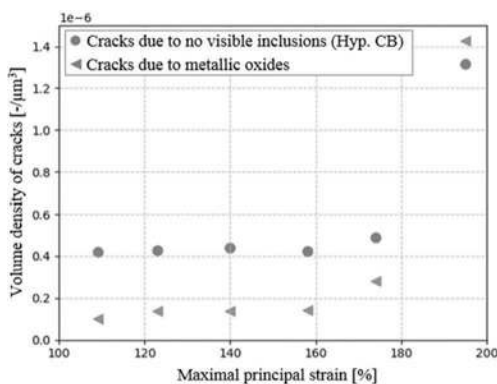 1e-6
1.4
1.2
1.0
0.8
0.6
0.4
0.2
0.0
Volume density of cracks [-/μm³]
Cracks due to no visible inclusions (Hyp. CB)
Cracks due to metallic oxides
100 120 140 160 180 200
Maximal principal strain [%]